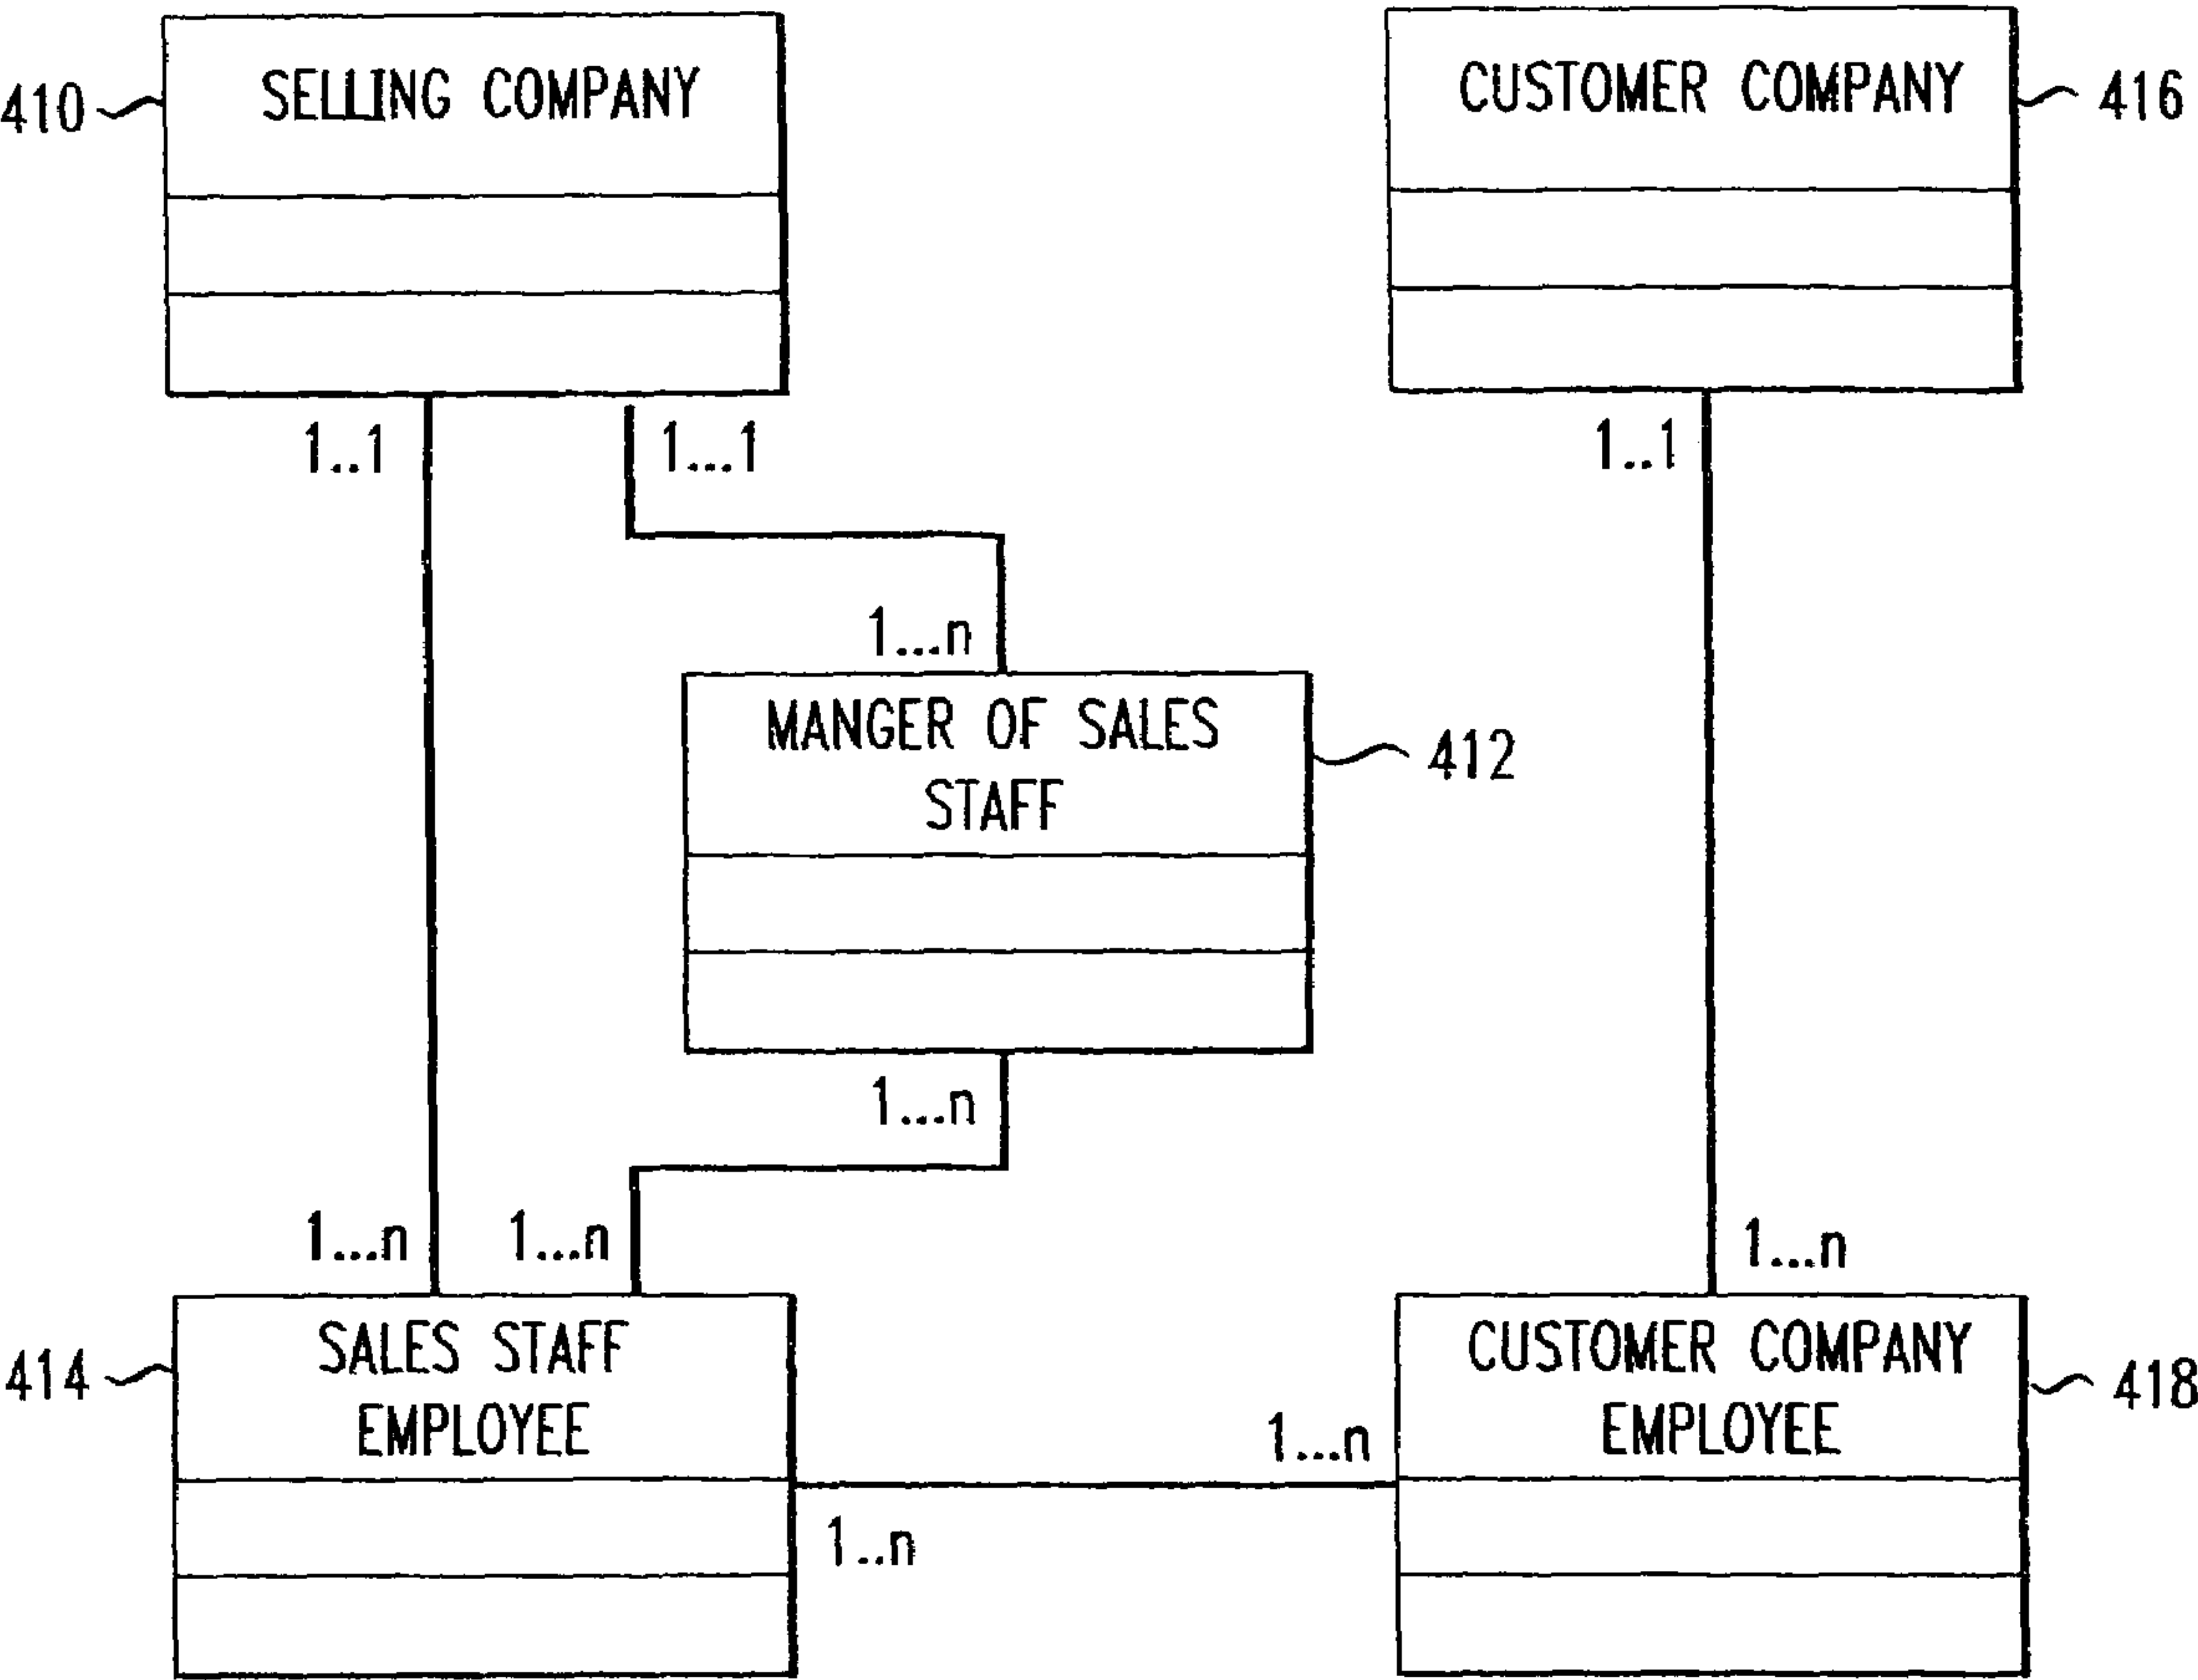 410
SELLING COMPANY
CUSTOMER COMPANY
416
1..1
1...1
1..1
1...n
MANGER OF SALES
STAFF
412
1...n
1...n
1...n
1...n
414
SALES STAFF
EMPLOYEE
CUSTOMER COMPANY
EMPLOYEE
418
1...n
1..n